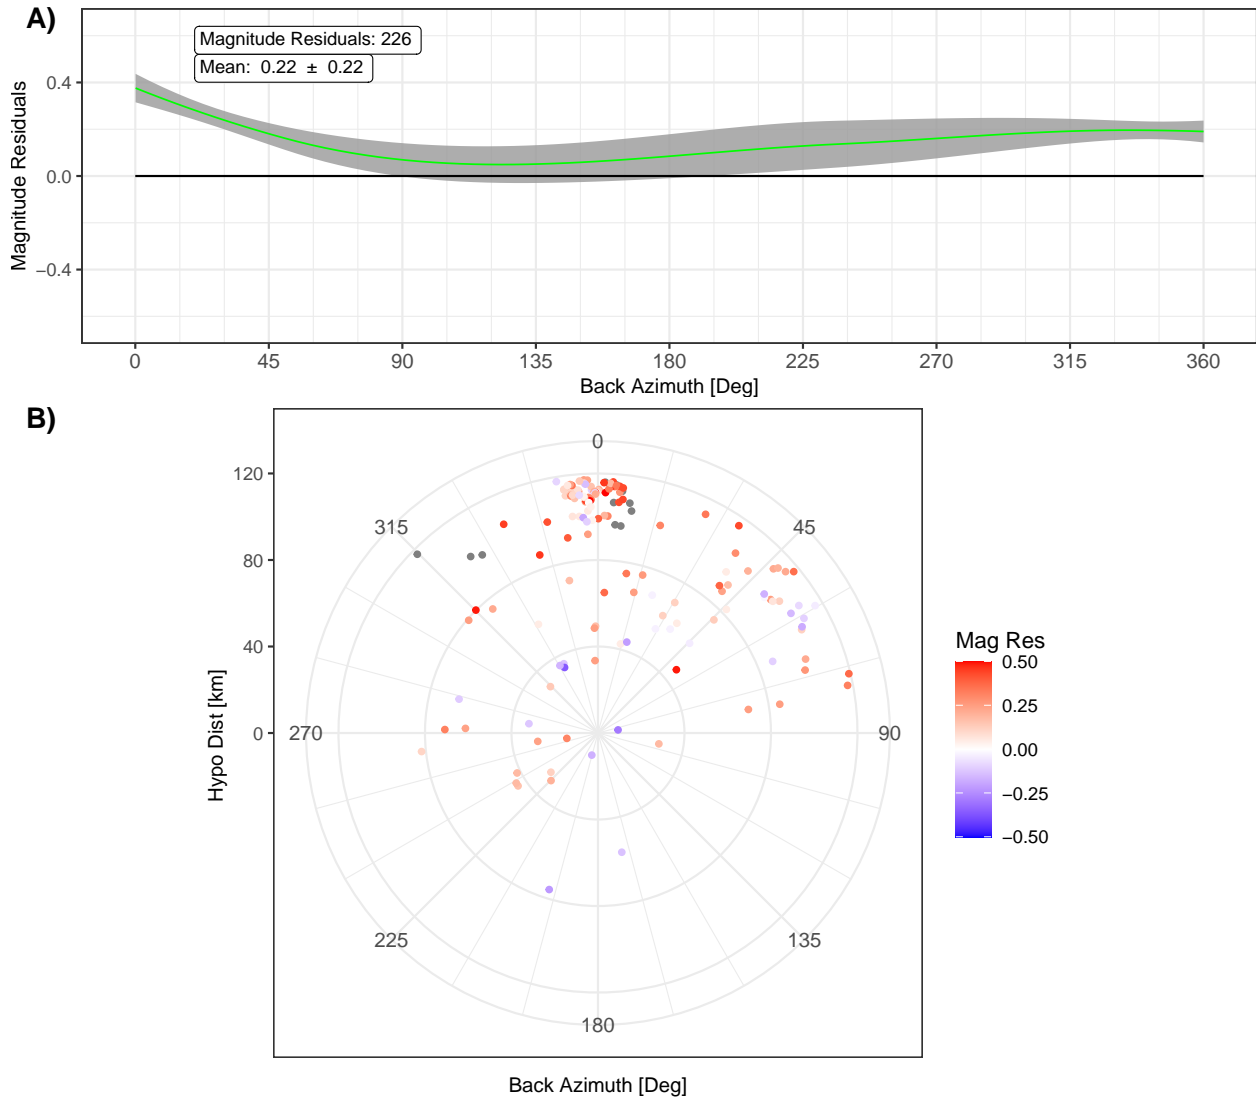 A)
Magnitude Residuals: 226
Mean:  0.22  ±  0.22
Magnitude Residuals
0.4
0.0
−0.4
0 45 90 135 180 225 270 315 360
Back Azimuth [Deg]
B)
Hypo Dist [km]
120
80
40
0
0
45
90
135
180
225
270
315
Back Azimuth [Deg]
Mag Res
0.50
0.25
0.00
−0.25
−0.50